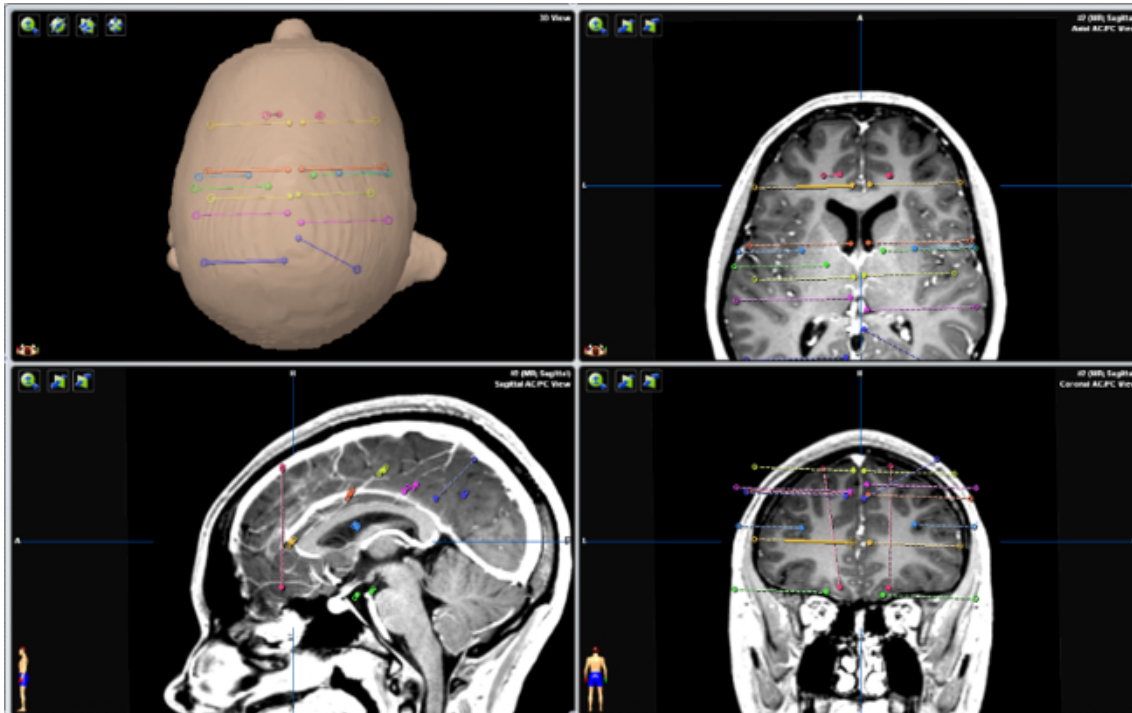 3D View
#7 (MR; Sagittal)
Axial AC/PC View
A
L
#7 (MR; Sagittal)
Sagittal AC/PC View
H
A
#7 (MR; Sagittal)
Coronal AC/PC View
H
L